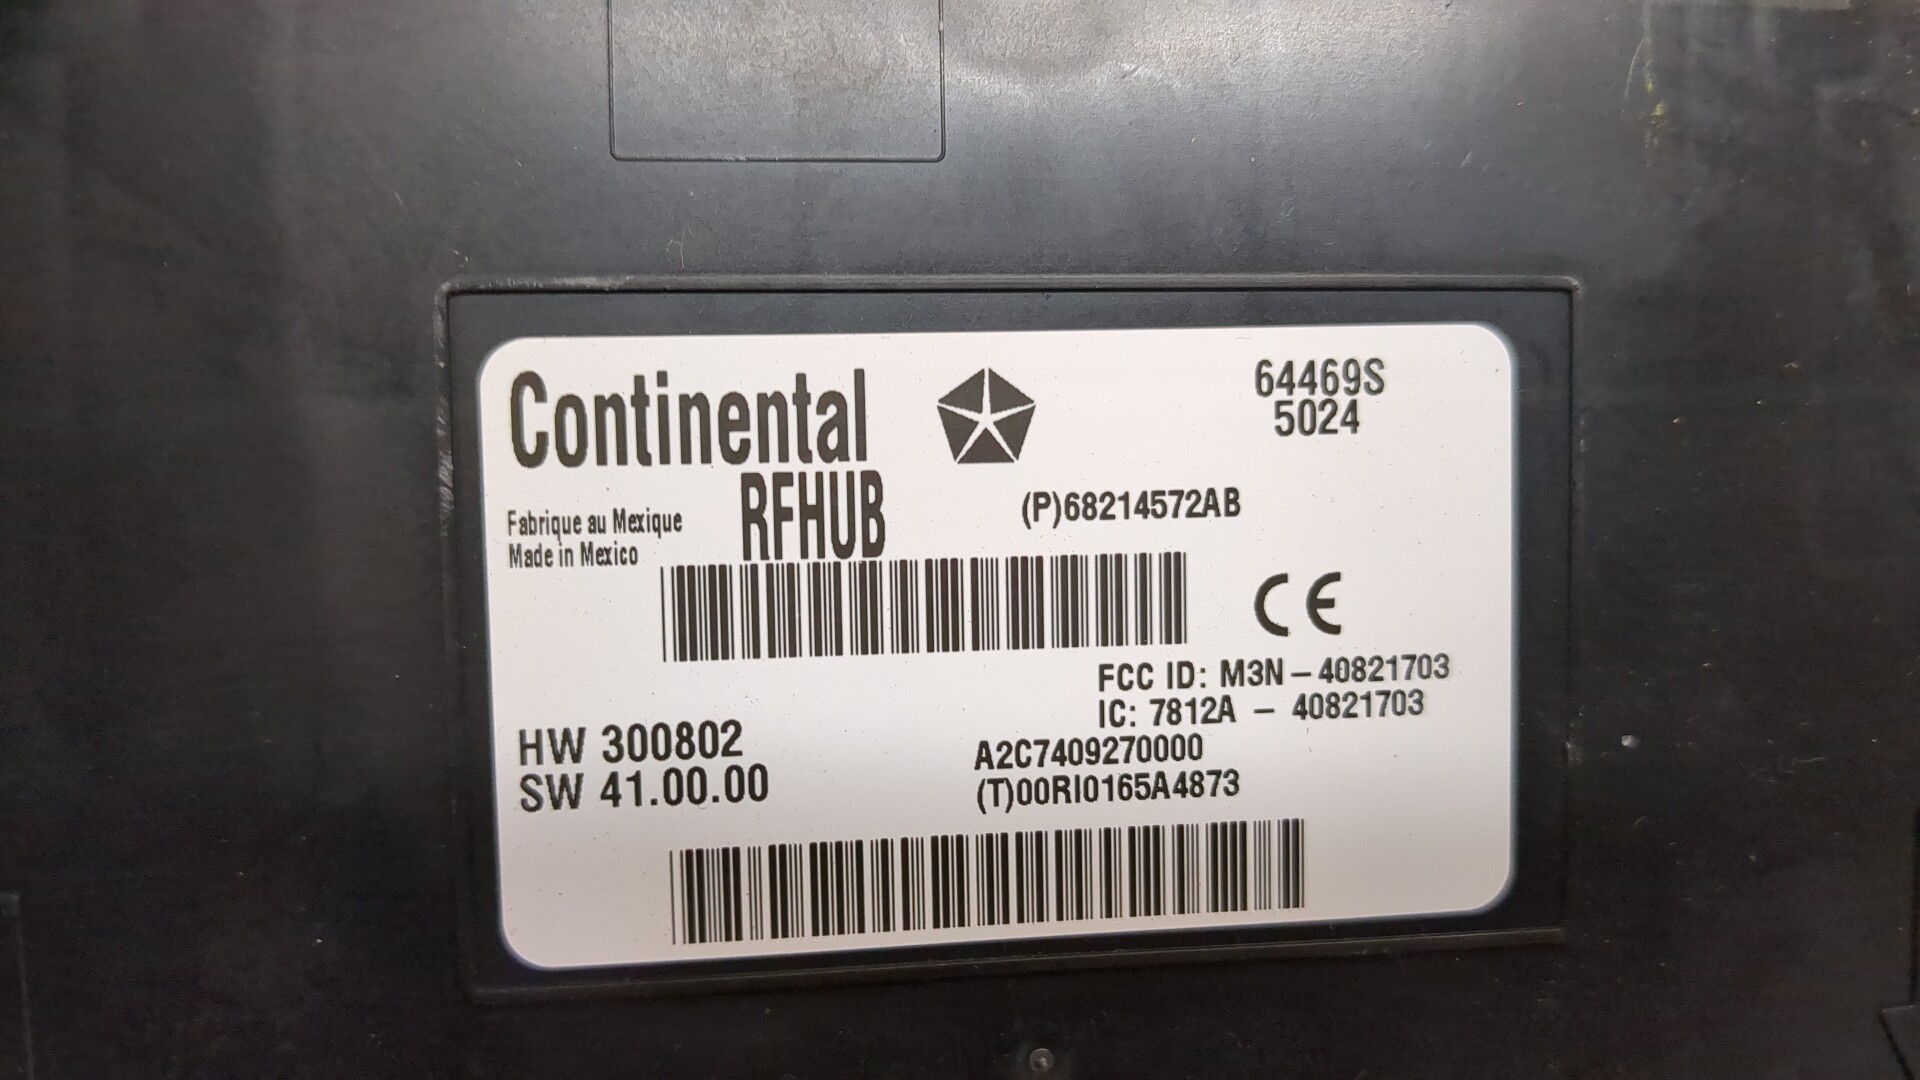 Continental
64469S
5024
RFHUB
(P)68214572AB
Fabrique au Mexique
Made in Mexico
CE
FCC ID: M3N-40821703
IC: 7812A - 40821703
HW 300802
A2C7409270000
SW 41.00.00
(T)00RI0165A4873